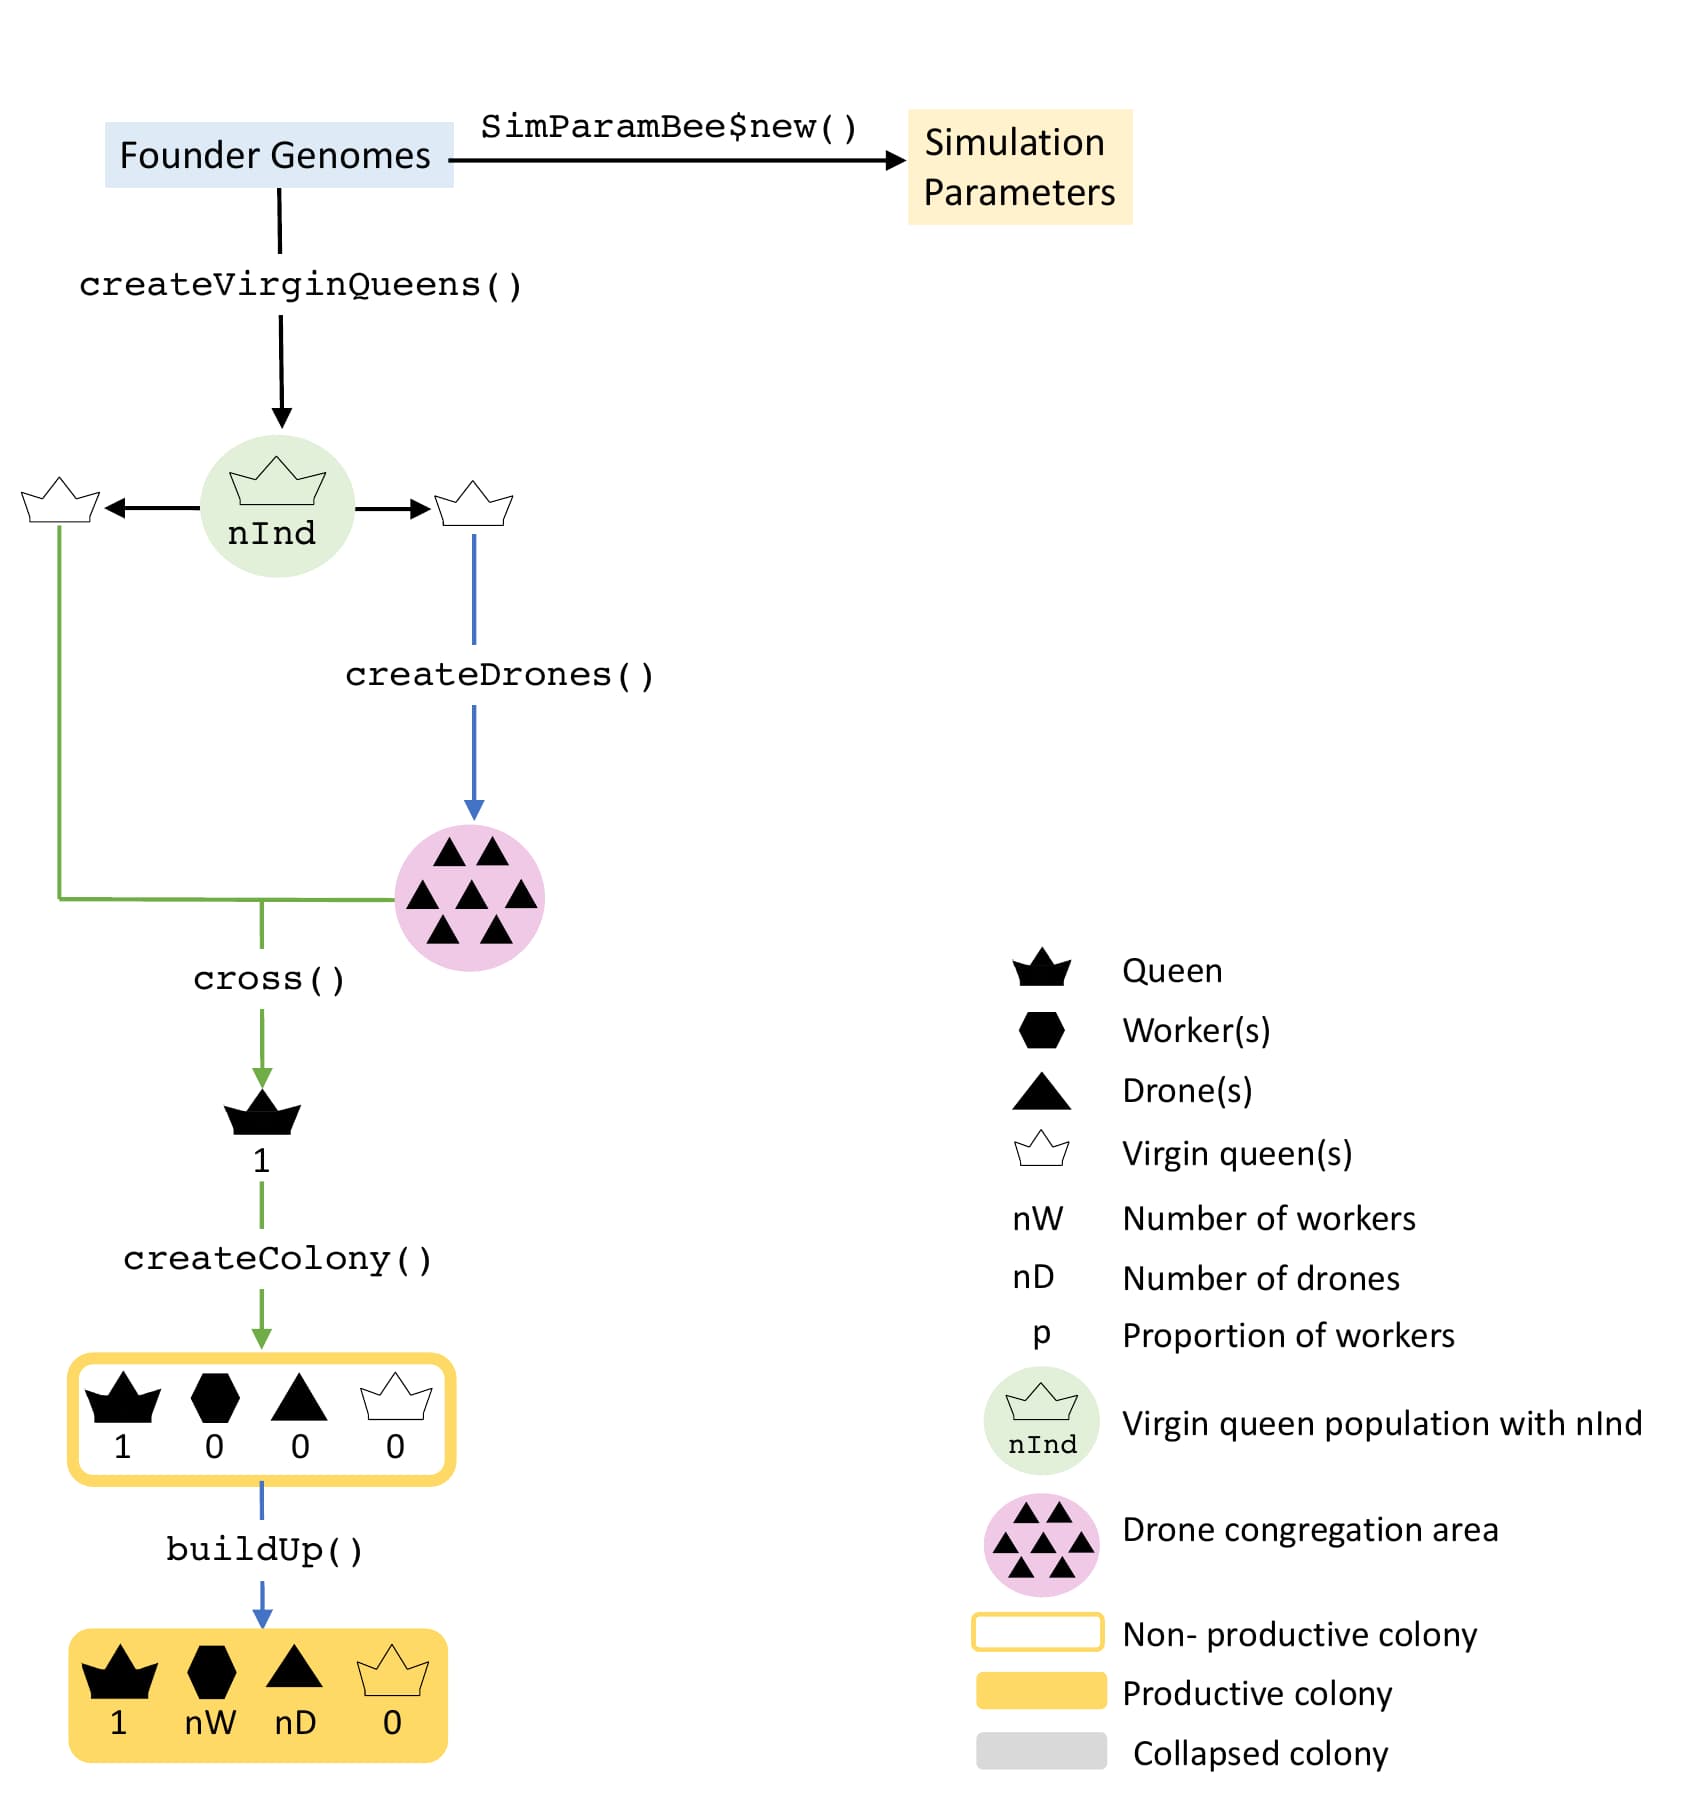 SimParamBee$new()
Founder Genomes
Simulation
Parameters
createVirginQueens()
nInd
createDrones()
cross()
1
createColony()
1 0 0 0
buildUp()
1 nW nD 0
Queen
Worker(s)
Drone(s)
Virgin queen(s)
nW Number of workers
nD Number of drones
p Proportion of workers
nInd Virgin queen population with nInd
Drone congregation area
Non- productive colony
Productive colony
Collapsed colony